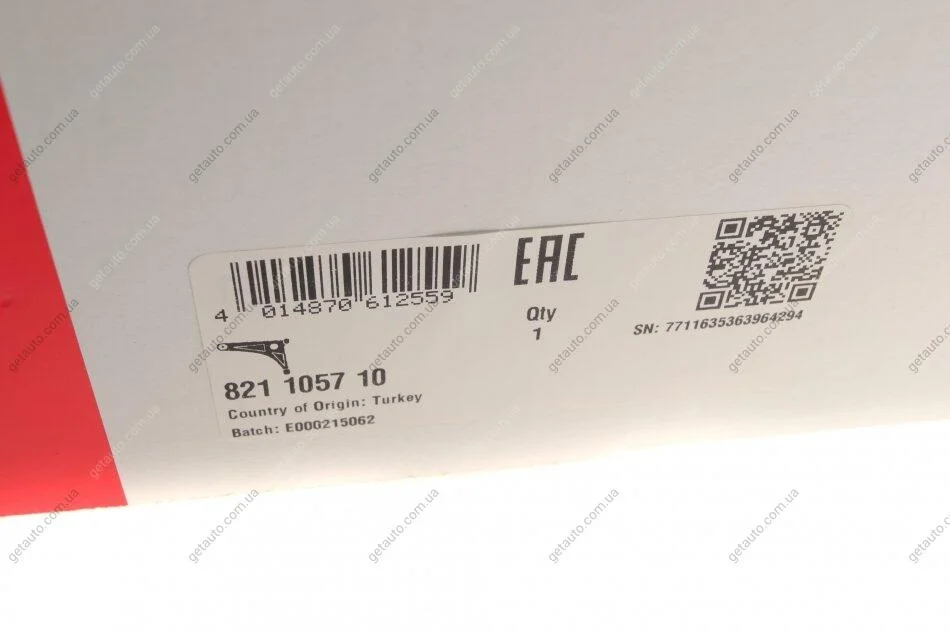 4 014870 612559
EAC
Qty
1
SN: 7711635363964294
821 1057 10
Country of Origin: Turkey
Batch: E000215062
getauto.com.ua